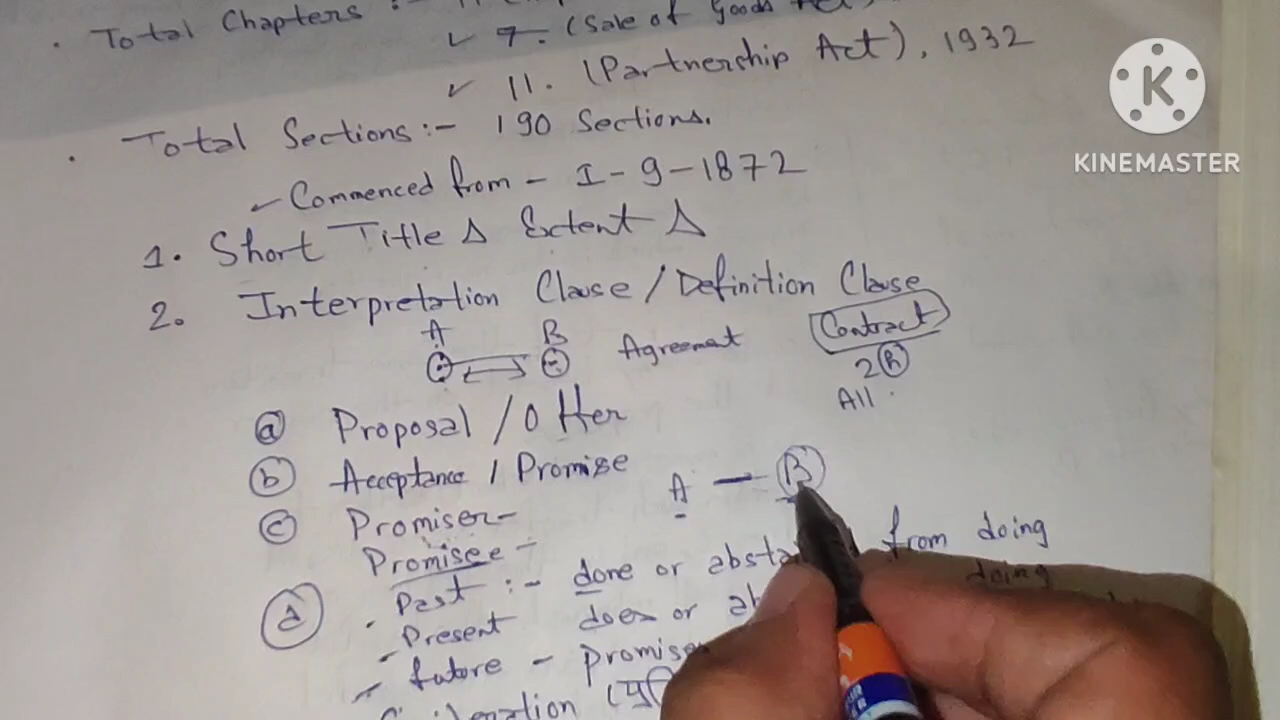 • Total Chapters :-
✓ 7. (Sale of Goods Act)
✓ 11. (Partnership Act), 1932
• Total Sections :- 190 Sections.
Commenced from - 1-9-1872
1. Short Title Δ Extent Δ
2. Interpretation Clause / Definition Clause
A B Agreemat Contract
2(h)
All.
(a) Proposal / Offer
(b) Acceptance / Promise
A — B
(c) Promiser-
Promisee -
(d) • Past :- done or from doing
Present does or doing
future - promises
KINEMASTER